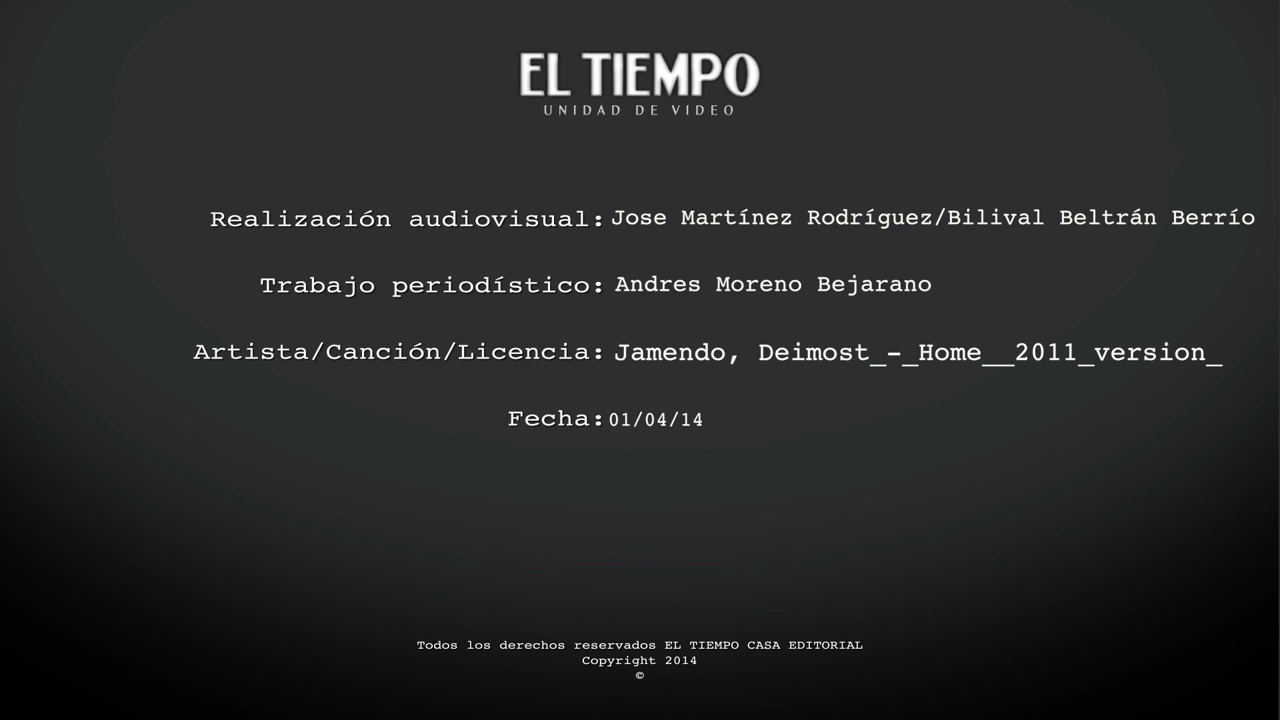 EL TIEMPO
UNIDAD DE VIDEO
Realización audiovisual: Jose Martínez Rodríguez/Bilival Beltrán Berrío
Trabajo periodístico: Andres Moreno Bejarano
Artista/Canción/Licencia: Jamendo, Deimost_-_Home__2011_version_
Fecha: 01/04/14
Todos los derechos reservados EL TIEMPO CASA EDITORIAL
Copyright 2014
©